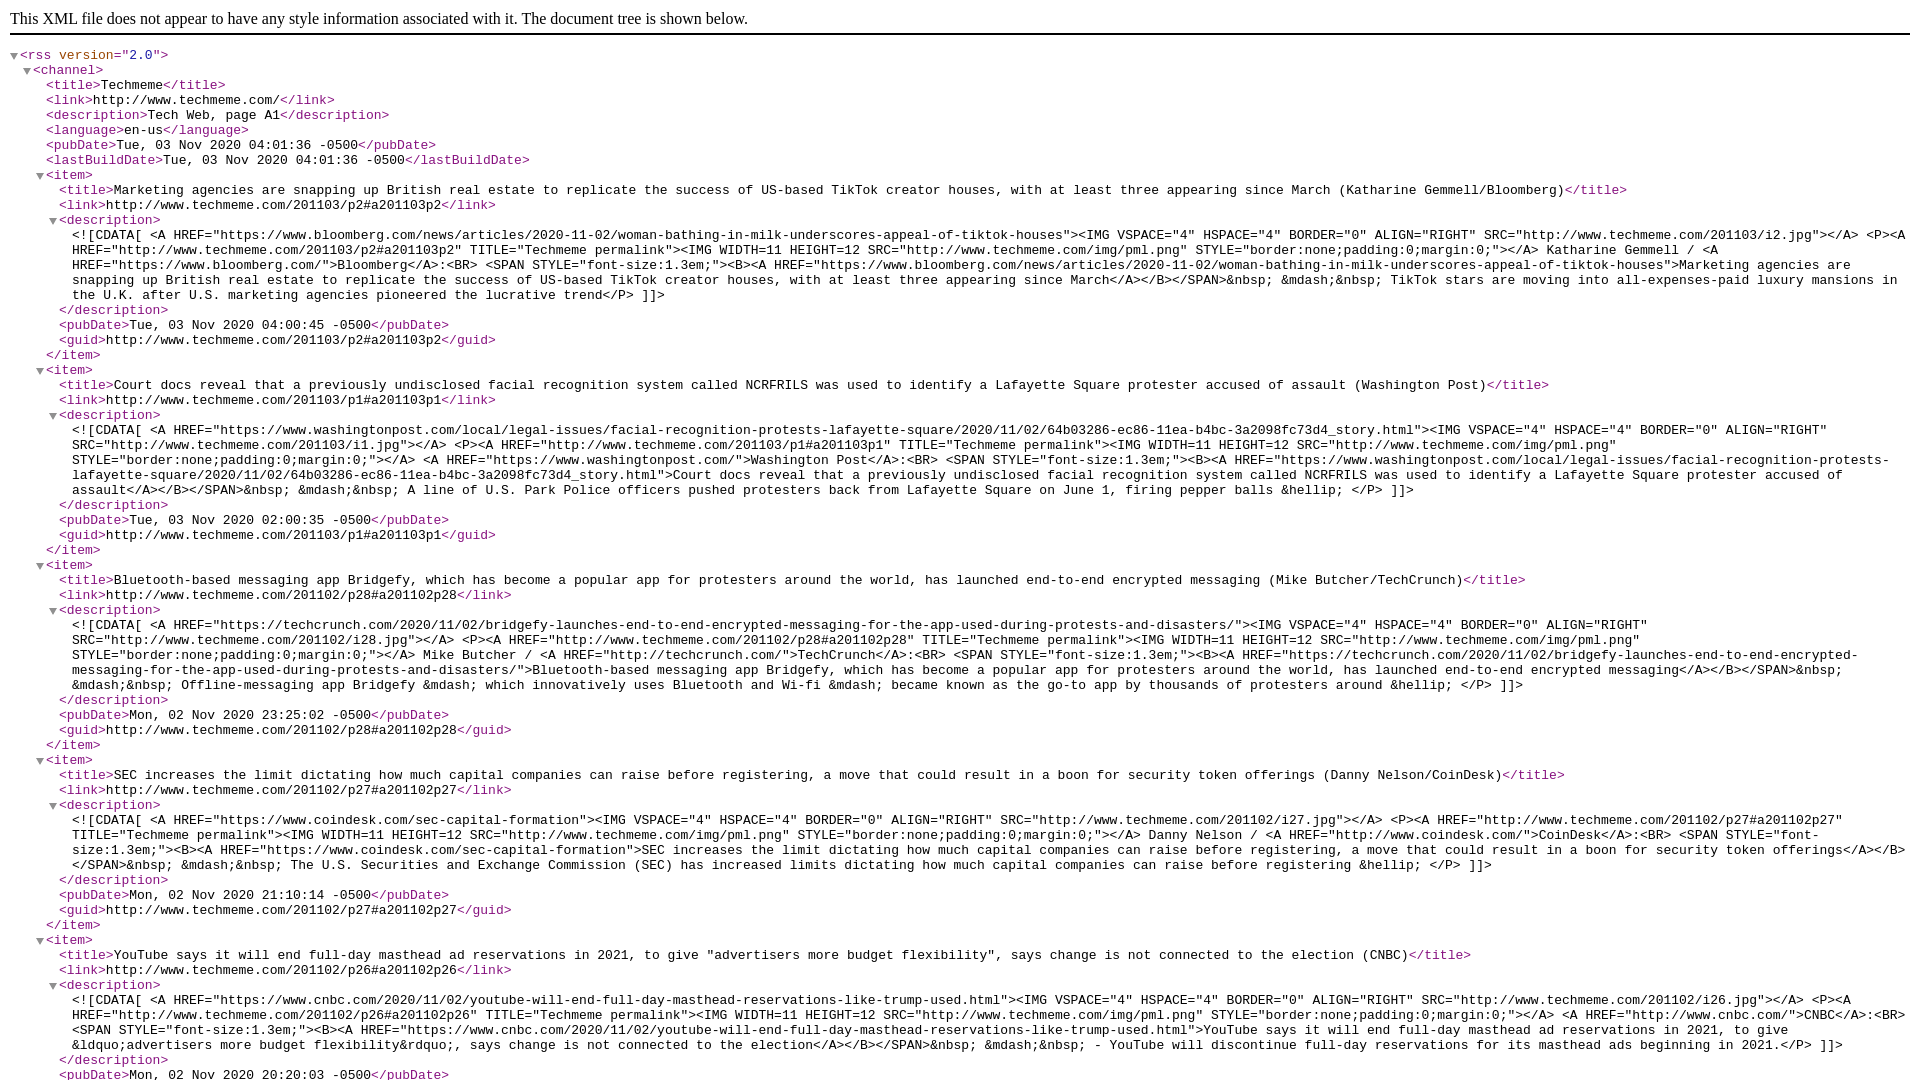 This XML file does not appear to have any style information associated with it. The document tree is shown below.
<rss version="2.0">
<channel>
<title>Techmeme</title>
<link>http://www.techmeme.com/</link>
<description>Tech Web, page A1</description>
<language>en-us</language>
<pubDate>Tue, 03 Nov 2020 04:01:36 -0500</pubDate>
<lastBuildDate>Tue, 03 Nov 2020 04:01:36 -0500</lastBuildDate>
<item>
<title>Marketing agencies are snapping up British real estate to replicate the success of US-based TikTok creator houses, with at least three appearing since March (Katharine Gemmell/Bloomberg)</title>
<link>http://www.techmeme.com/201103/p2#a201103p2</link>
<description>
<![CDATA[ <A HREF="https://www.bloomberg.com/news/articles/2020-11-02/woman-bathing-in-milk-underscores-appeal-of-tiktok-houses"><IMG VSPACE="4" HSPACE="4" BORDER="0" ALIGN="RIGHT" SRC="http://www.techmeme.com/201103/i2.jpg"></A> <P><A
HREF="http://www.techmeme.com/201103/p2#a201103p2" TITLE="Techmeme permalink"><IMG WIDTH=11 HEIGHT=12 SRC="http://www.techmeme.com/img/pml.png" STYLE="border:none;padding:0;margin:0;"></A> Katharine Gemmell / <A
HREF="https://www.bloomberg.com/">Bloomberg</A>:<BR> <SPAN STYLE="font-size:1.3em;"><B><A HREF="https://www.bloomberg.com/news/articles/2020-11-02/woman-bathing-in-milk-underscores-appeal-of-tiktok-houses">Marketing agencies are
snapping up British real estate to replicate the success of US-based TikTok creator houses, with at least three appearing since March</A></B></SPAN>&nbsp; &mdash;&nbsp; TikTok stars are moving into all-expenses-paid luxury mansions in
the U.K. after U.S. marketing agencies pioneered the lucrative trend</P> ]]>
</description>
<pubDate>Tue, 03 Nov 2020 04:00:45 -0500</pubDate>
<guid>http://www.techmeme.com/201103/p2#a201103p2</guid>
</item>
<item>
<title>Court docs reveal that a previously undisclosed facial recognition system called NCRFRILS was used to identify a Lafayette Square protester accused of assault (Washington Post)</title>
<link>http://www.techmeme.com/201103/p1#a201103p1</link>
<description>
<![CDATA[ <A HREF="https://www.washingtonpost.com/local/legal-issues/facial-recognition-protests-lafayette-square/2020/11/02/64b03286-ec86-11ea-b4bc-3a2098fc73d4_story.html"><IMG VSPACE="4" HSPACE="4" BORDER="0" ALIGN="RIGHT"
SRC="http://www.techmeme.com/201103/i1.jpg"></A> <P><A HREF="http://www.techmeme.com/201103/p1#a201103p1" TITLE="Techmeme permalink"><IMG WIDTH=11 HEIGHT=12 SRC="http://www.techmeme.com/img/pml.png"
STYLE="border:none;padding:0;margin:0;"></A> <A HREF="https://www.washingtonpost.com/">Washington Post</A>:<BR> <SPAN STYLE="font-size:1.3em;"><B><A HREF="https://www.washingtonpost.com/local/legal-issues/facial-recognition-protests-
lafayette-square/2020/11/02/64b03286-ec86-11ea-b4bc-3a2098fc73d4_story.html">Court docs reveal that a previously undisclosed facial recognition system called NCRFRILS was used to identify a Lafayette Square protester accused of
assault</A></B></SPAN>&nbsp; &mdash;&nbsp; A line of U.S. Park Police officers pushed protesters back from Lafayette Square on June 1, firing pepper balls &hellip; </P> ]]>
</description>
<pubDate>Tue, 03 Nov 2020 02:00:35 -0500</pubDate>
<guid>http://www.techmeme.com/201103/p1#a201103p1</guid>
</item>
<item>
<title>Bluetooth-based messaging app Bridgefy, which has become a popular app for protesters around the world, has launched end-to-end encrypted messaging (Mike Butcher/TechCrunch)</title>
<link>http://www.techmeme.com/201102/p28#a201102p28</link>
<description>
<![CDATA[ <A HREF="https://techcrunch.com/2020/11/02/bridgefy-launches-end-to-end-encrypted-messaging-for-the-app-used-during-protests-and-disasters/"><IMG VSPACE="4" HSPACE="4" BORDER="0" ALIGN="RIGHT"
SRC="http://www.techmeme.com/201102/i28.jpg"></A> <P><A HREF="http://www.techmeme.com/201102/p28#a201102p28" TITLE="Techmeme permalink"><IMG WIDTH=11 HEIGHT=12 SRC="http://www.techmeme.com/img/pml.png"
STYLE="border:none;padding:0;margin:0;"></A> Mike Butcher / <A HREF="http://techcrunch.com/">TechCrunch</A>:<BR> <SPAN STYLE="font-size:1.3em;"><B><A HREF="https://techcrunch.com/2020/11/02/bridgefy-launches-end-to-end-encrypted-
messaging-for-the-app-used-during-protests-and-disasters/">Bluetooth-based messaging app Bridgefy, which has become a popular app for protesters around the world, has launched end-to-end encrypted messaging</A></B></SPAN>&nbsp;
&mdash;&nbsp; Offline-messaging app Bridgefy &mdash; which innovatively uses Bluetooth and Wi-fi &mdash; became known as the go-to app by thousands of protesters around &hellip; </P> ]]>
</description>
<pubDate>Mon, 02 Nov 2020 23:25:02 -0500</pubDate>
<guid>http://www.techmeme.com/201102/p28#a201102p28</guid>
</item>
<item>
<title>SEC increases the limit dictating how much capital companies can raise before registering, a move that could result in a boon for security token offerings (Danny Nelson/CoinDesk)</title>
<link>http://www.techmeme.com/201102/p27#a201102p27</link>
<description>
<![CDATA[ <A HREF="https://www.coindesk.com/sec-capital-formation"><IMG VSPACE="4" HSPACE="4" BORDER="0" ALIGN="RIGHT" SRC="http://www.techmeme.com/201102/i27.jpg"></A> <P><A HREF="http://www.techmeme.com/201102/p27#a201102p27"
TITLE="Techmeme permalink"><IMG WIDTH=11 HEIGHT=12 SRC="http://www.techmeme.com/img/pml.png" STYLE="border:none;padding:0;margin:0;"></A> Danny Nelson / <A HREF="http://www.coindesk.com/">CoinDesk</A>:<BR> <SPAN STYLE="font-
size:1.3em;"><B><A HREF="https://www.coindesk.com/sec-capital-formation">SEC increases the limit dictating how much capital companies can raise before registering, a move that could result in a boon for security token offerings</A></B>
</SPAN>&nbsp; &mdash;&nbsp; The U.S. Securities and Exchange Commission (SEC) has increased limits dictating how much capital companies can raise before registering &hellip; </P> ]]>
</description>
<pubDate>Mon, 02 Nov 2020 21:10:14 -0500</pubDate>
<guid>http://www.techmeme.com/201102/p27#a201102p27</guid>
</item>
<item>
<title>YouTube says it will end full-day masthead ad reservations in 2021, to give "advertisers more budget flexibility", says change is not connected to the election (CNBC)</title>
<link>http://www.techmeme.com/201102/p26#a201102p26</link>
<description>
<![CDATA[ <A HREF="https://www.cnbc.com/2020/11/02/youtube-will-end-full-day-masthead-reservations-like-trump-used.html"><IMG VSPACE="4" HSPACE="4" BORDER="0" ALIGN="RIGHT" SRC="http://www.techmeme.com/201102/i26.jpg"></A> <P><A
HREF="http://www.techmeme.com/201102/p26#a201102p26" TITLE="Techmeme permalink"><IMG WIDTH=11 HEIGHT=12 SRC="http://www.techmeme.com/img/pml.png" STYLE="border:none;padding:0;margin:0;"></A> <A HREF="http://www.cnbc.com/">CNBC</A>:<BR>
<SPAN STYLE="font-size:1.3em;"><B><A HREF="https://www.cnbc.com/2020/11/02/youtube-will-end-full-day-masthead-reservations-like-trump-used.html">YouTube says it will end full-day masthead ad reservations in 2021, to give
&ldquo;advertisers more budget flexibility&rdquo;, says change is not connected to the election</A></B></SPAN>&nbsp; &mdash;&nbsp; - YouTube will discontinue full-day reservations for its masthead ads beginning in 2021.</P> ]]>
</description>
<pubDate>Mon, 02 Nov 2020 20:20:03 -0500</pubDate>